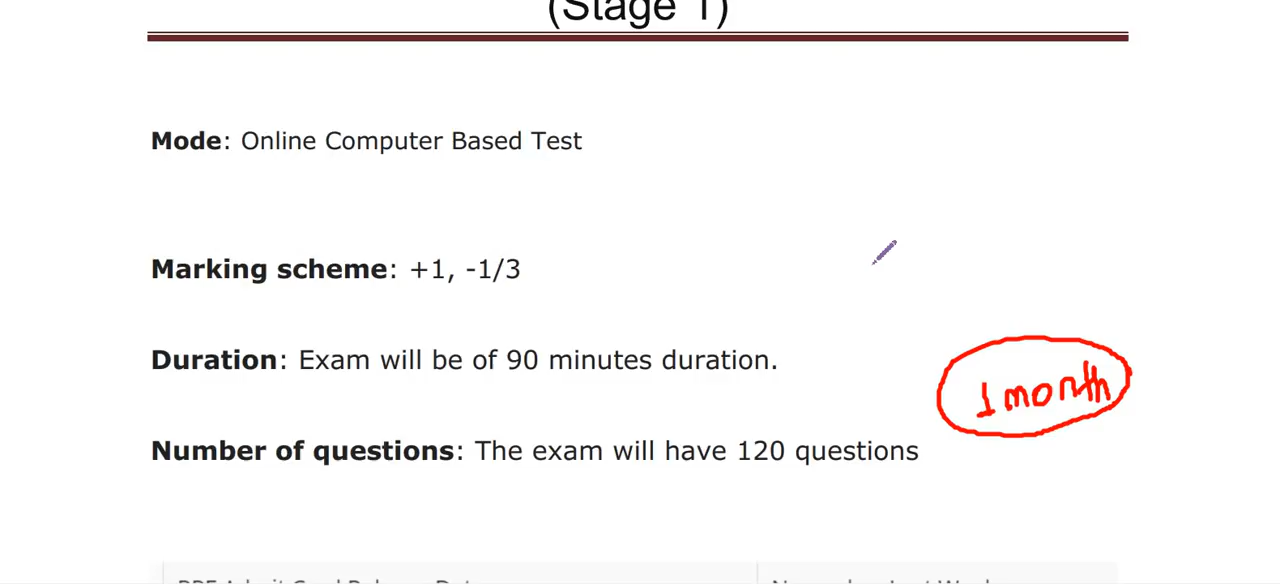 (Stage 1)
Mode: Online Computer Based Test
Marking scheme: +1, -1/3
Duration: Exam will be of 90 minutes duration.
1 month
Number of questions: The exam will have 120 questions